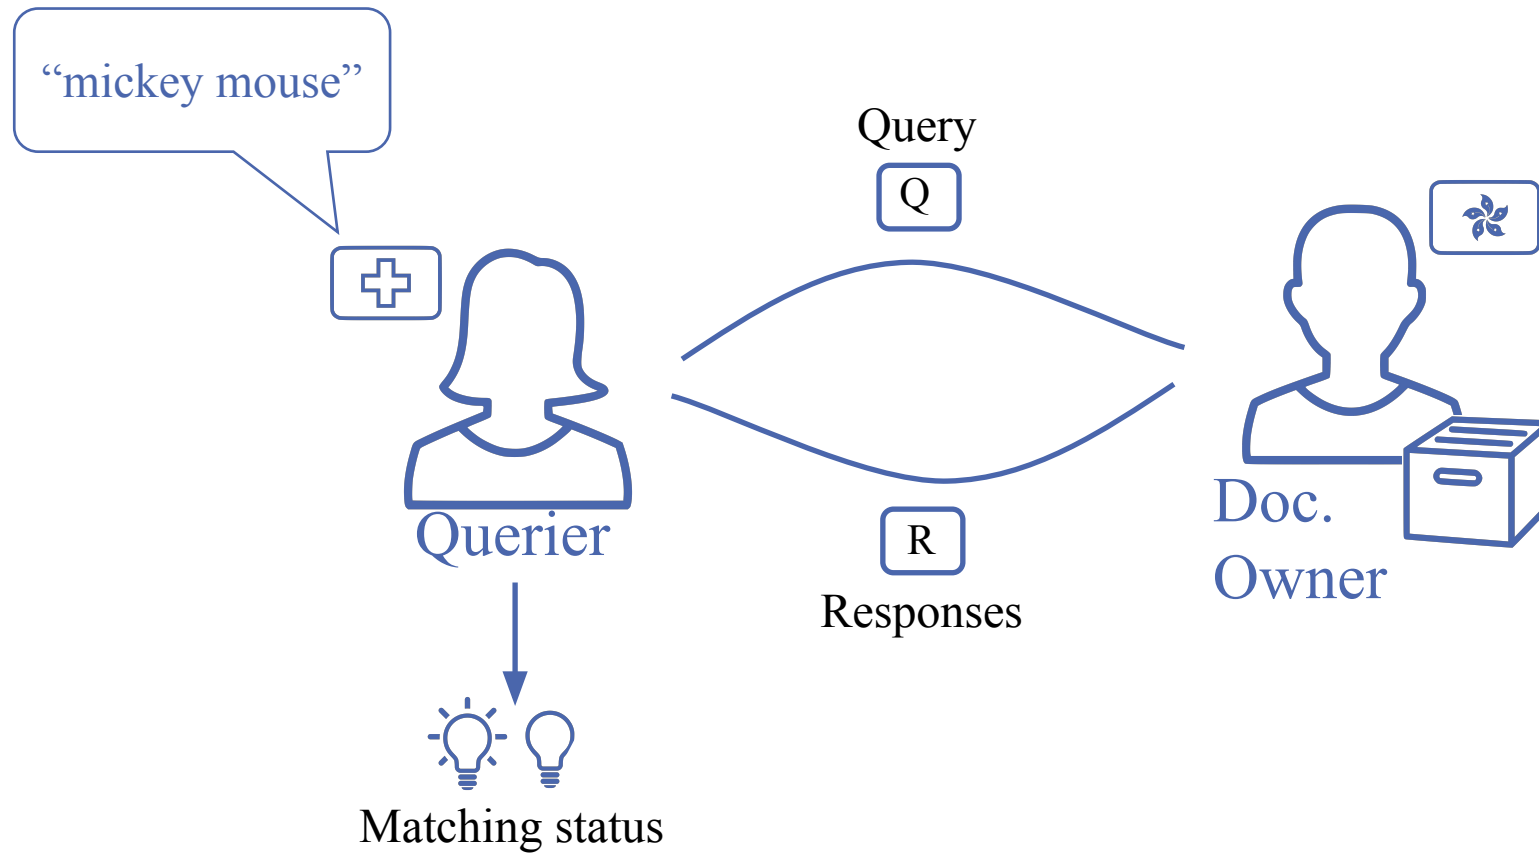 “mickey mouse”
Query
Q
Querier
Doc.
Owner
R
Responses
Matching status